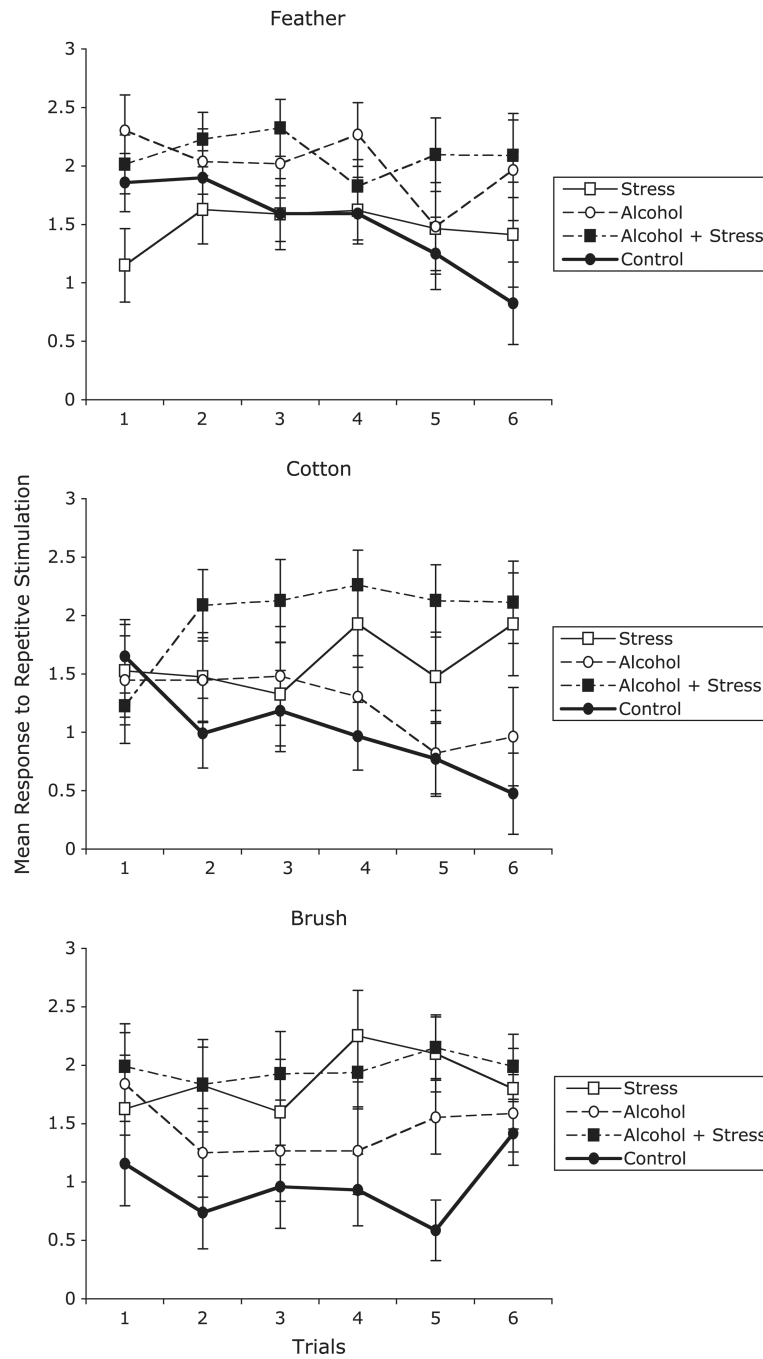 Feather
3
2.5
2
1.5
1
0.5
0
1 2 3 4 5 6
Stress
Alcohol
Alcohol + Stress
Control
Mean Response to Repetitve Stimulation
Cotton
3
2.5
2
1.5
1
0.5
0
1 2 3 4 5 6
Stress
Alcohol
Alcohol + Stress
Control
Brush
3
2.5
2
1.5
1
0.5
0
1 2 3 4 5 6
Trials
Stress
Alcohol
Alcohol + Stress
Control